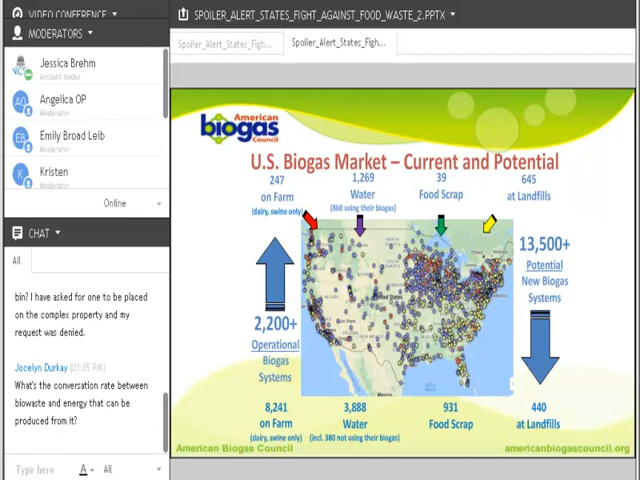 VIDEO CONFERENCE
MODERATORS
Jessica Brehm
Account holder
AO
Angelica OP
Moderator
EB
Emily Broad Leib
Moderator
K
Kristen
Moderator
Online
CHAT
All
bin? I have asked for one to be placed
on the complex property and my
request was denied.
Jocelyn Durkay (01:35 PM)
What's the conversation rate between
biowaste and energy that can be
produced from it?
Type here
A
All
SPOILER_ALERT_STATES_FIGHT_AGAINST_FOOD_WASTE_2.PPTX
Spoiler_Alert_States_Figh...
Spoiler_Alert_States_Figh...
American
biogas
Council
U.S. Biogas Market – Current and Potential
247
on Farm
(dairy, swine only)
1,269
Water
(860 using their biogas)
39
Food Scrap
645
at Landfills
2,200+
Operational
Biogas
Systems
United States
Mexico
13,500+
Potential
New Biogas
Systems
8,241
on Farm
(dairy, swine only)
3,888
Water
(incl. 380 not using their biogas)
931
Food Scrap
440
at Landfills
American Biogas Council
americanbiogascouncil.org